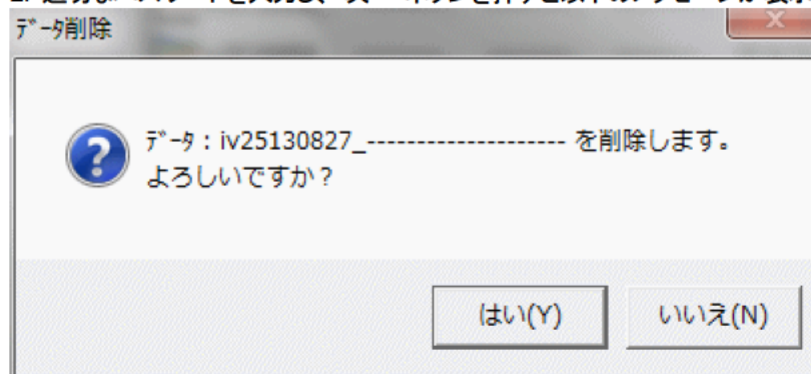 ﾃﾞｰﾀ削除
ﾃﾞｰﾀ：iv25130827_-------------------- を削除します。
よろしいですか？
はい(Y)
いいえ(N)